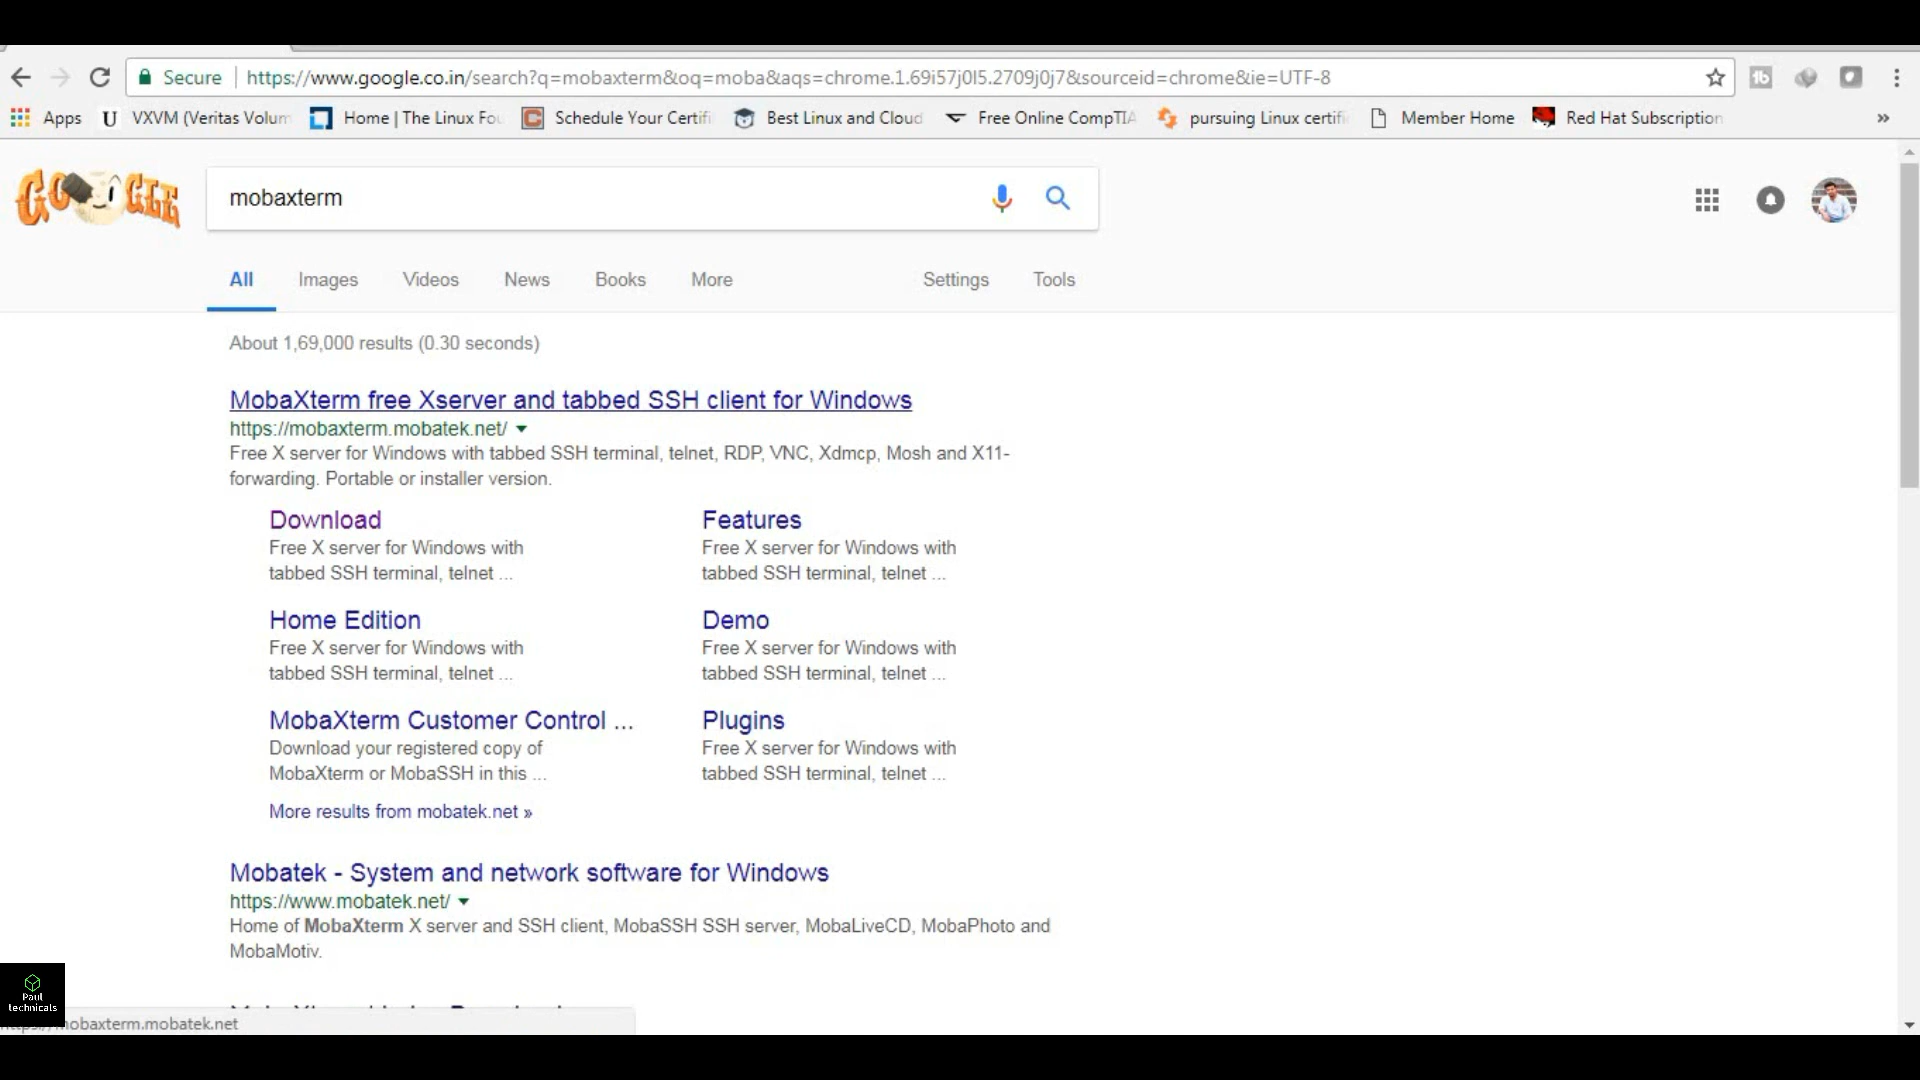 Secure https://www.google.co.in/search?q=mobaxterm&oq=moba&aqs=chrome.1.69i57j0l5.2709j0j7&sourceid=chrome&ie=UTF-8
Apps U VXVM (Veritas Volum Home | The Linux Fou Schedule Your Certifi Best Linux and Cloud Free Online CompTIA pursuing Linux certifi Member Home Red Hat Subscription »
GOOGLE mobaxterm
All Images Videos News Books More Settings Tools
About 1,69,000 results (0.30 seconds)
MobaXterm free Xserver and tabbed SSH client for Windows
https://mobaxterm.mobatek.net/
Free X server for Windows with tabbed SSH terminal, telnet, RDP, VNC, Xdmcp, Mosh and X11-
forwarding. Portable or installer version.
Download Features
Free X server for Windows with Free X server for Windows with
tabbed SSH terminal, telnet ... tabbed SSH terminal, telnet ...
Home Edition Demo
Free X server for Windows with Free X server for Windows with
tabbed SSH terminal, telnet ... tabbed SSH terminal, telnet ...
MobaXterm Customer Control ... Plugins
Download your registered copy of Free X server for Windows with
MobaXterm or MobaSSH in this ... tabbed SSH terminal, telnet ...
More results from mobatek.net »
Mobatek - System and network software for Windows
https://www.mobatek.net/
Home of MobaXterm X server and SSH client, MobaSSH SSH server, MobaLiveCD, MobaPhoto and
MobaMotiv.
Paul
technicals
mobaxterm.mobatek.net